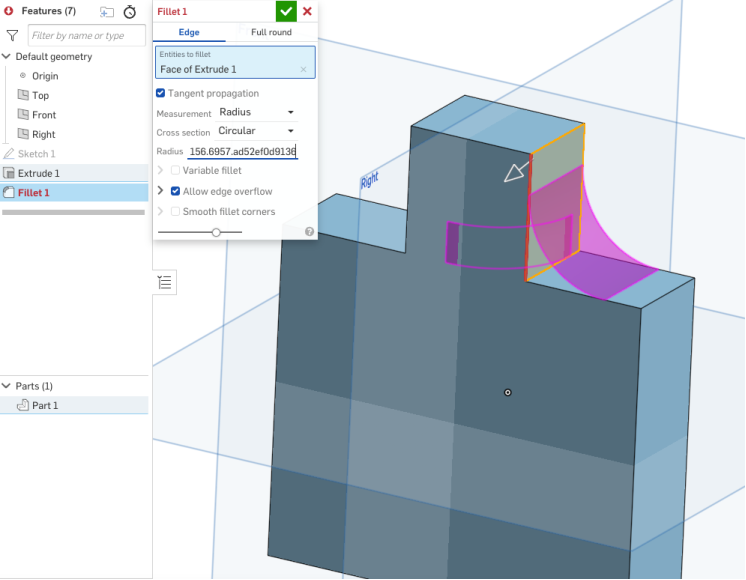 Features (7)
Filter by name or type
Default geometry
Origin
Top
Front
Right
Sketch 1
Extrude 1
Fillet 1
Parts (1)
Part 1
Fillet 1
Edge
Full round
Entities to fillet
Face of Extrude 1
Tangent propagation
Measurement Radius
Cross section Circular
Radius 156.6957.ad52ef0d9136
Variable fillet
Allow edge overflow
Smooth fillet corners
Right